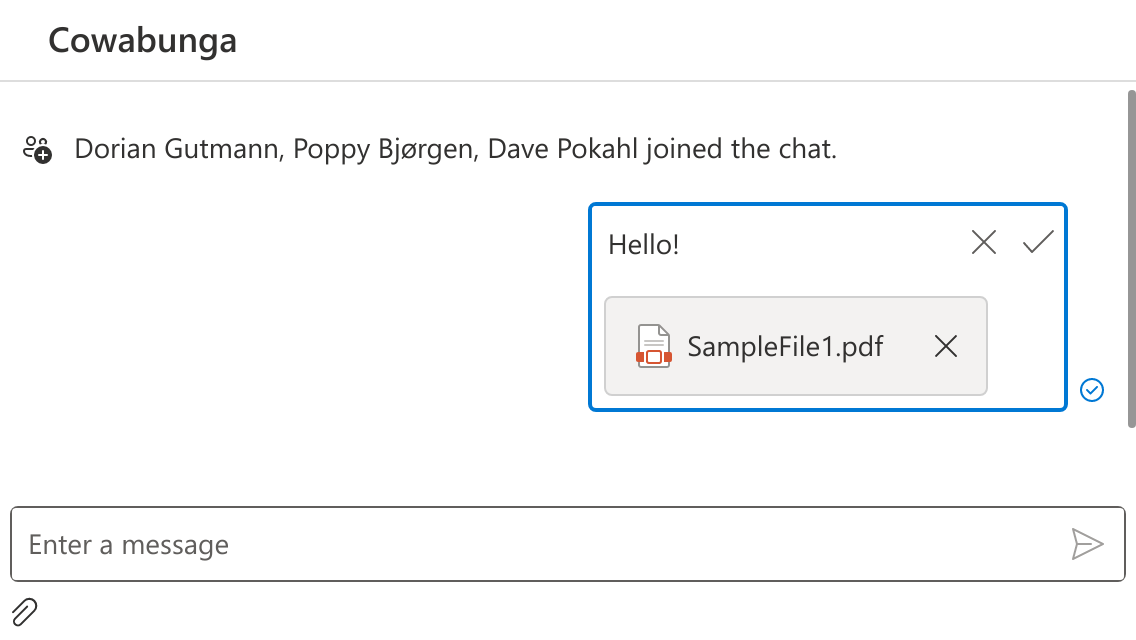 Cowabunga
Dorian Gutmann, Poppy Bjørgen, Dave Pokahl joined the chat.
Hello!
SampleFile1.pdf
Enter a message